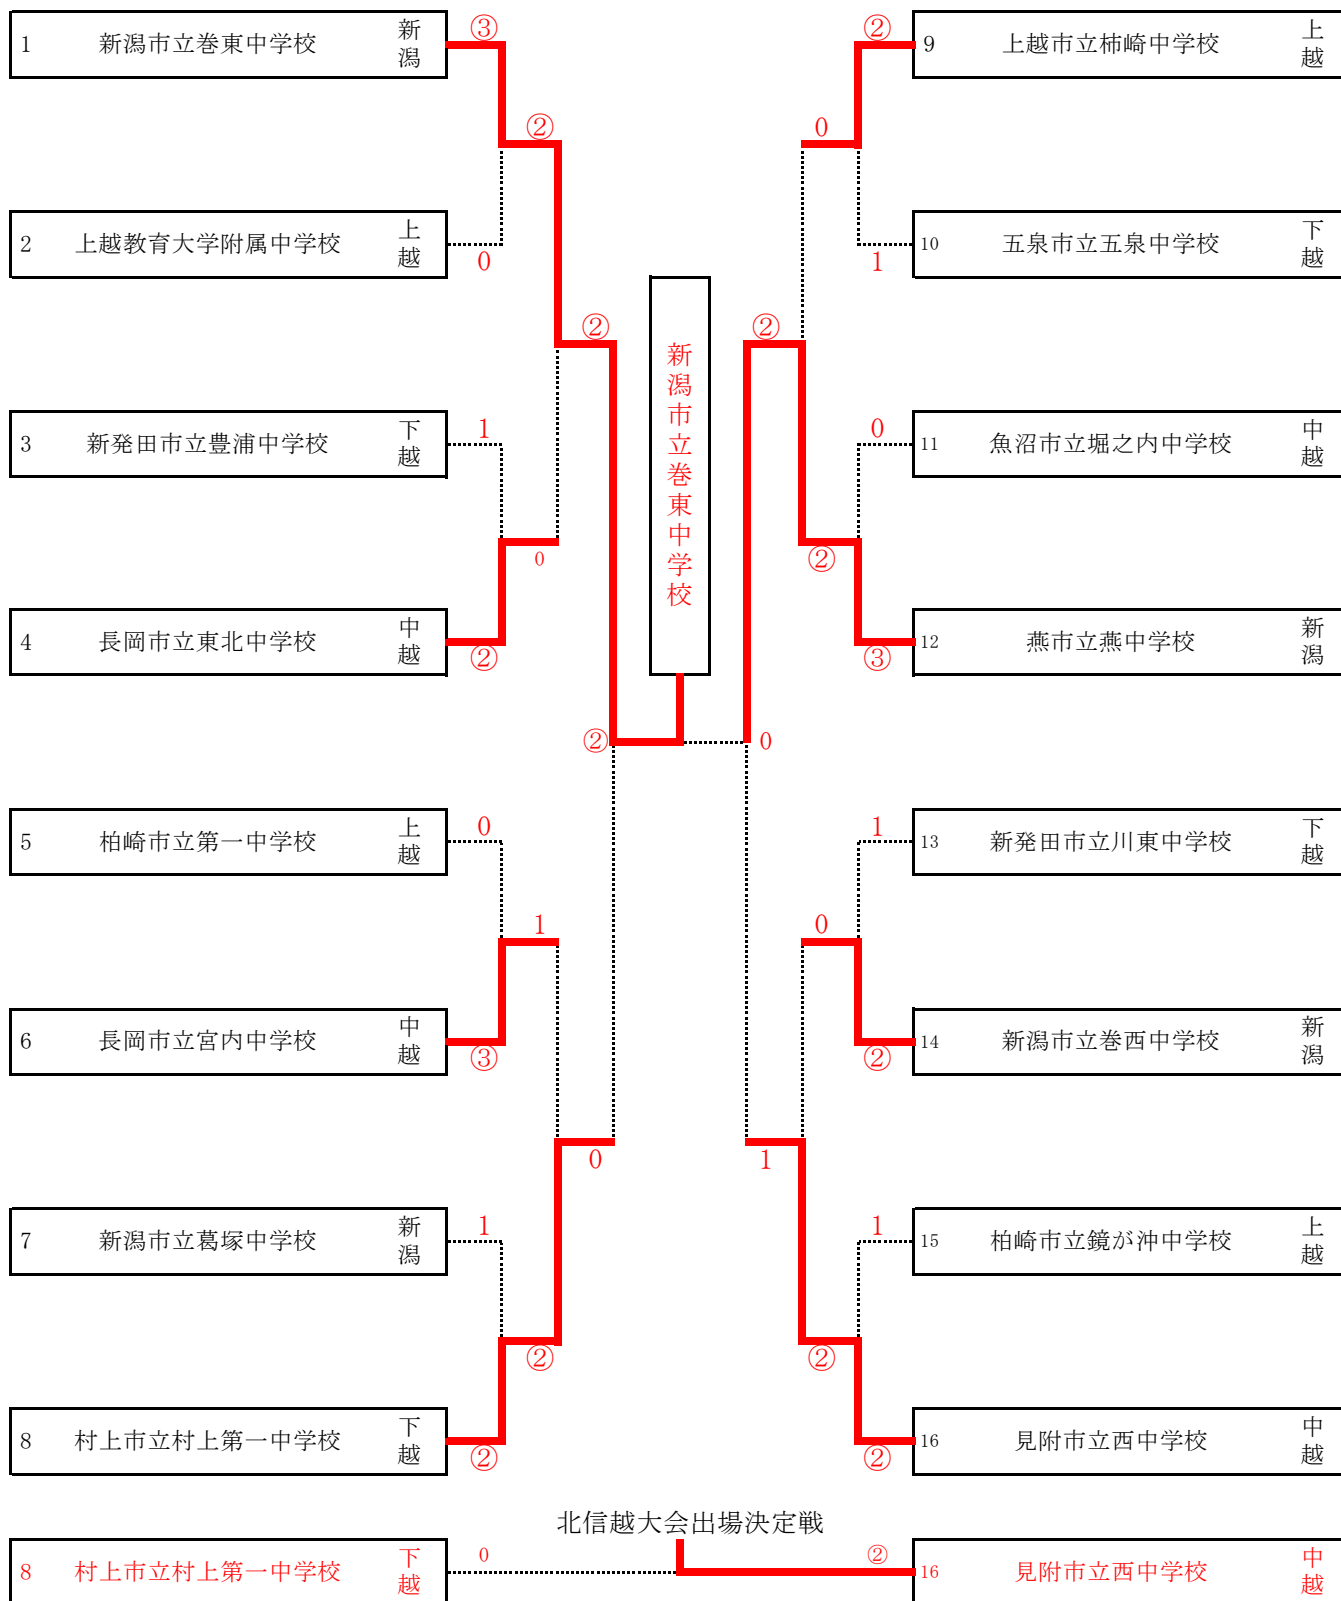 1 新潟市立巻東中学校 新潟 ③
② 9 上越市立柿崎中学校 上越
②
0
2 上越教育大学附属中学校 上越 0
1 10 五泉市立五泉中学校 下越
②
②
新潟市立巻東中学校
3 新発田市立豊浦中学校 下越 1
0 11 魚沼市立堀之内中学校 中越
0
②
4 長岡市立東北中学校 中越 ②
③ 12 燕市立燕中学校 新潟
②
0
5 柏崎市立第一中学校 上越 0
1 13 新発田市立川東中学校 下越
1
0
6 長岡市立宮内中学校 中越 ③
② 14 新潟市立巻西中学校 新潟
0
1
7 新潟市立葛塚中学校 新潟 1
1 15 柏崎市立鏡が沖中学校 上越
②
②
8 村上市立村上第一中学校 下越 ②
② 16 見附市立西中学校 中越
北信越大会出場決定戦
8 村上市立村上第一中学校 下越 0
② 16 見附市立西中学校 中越